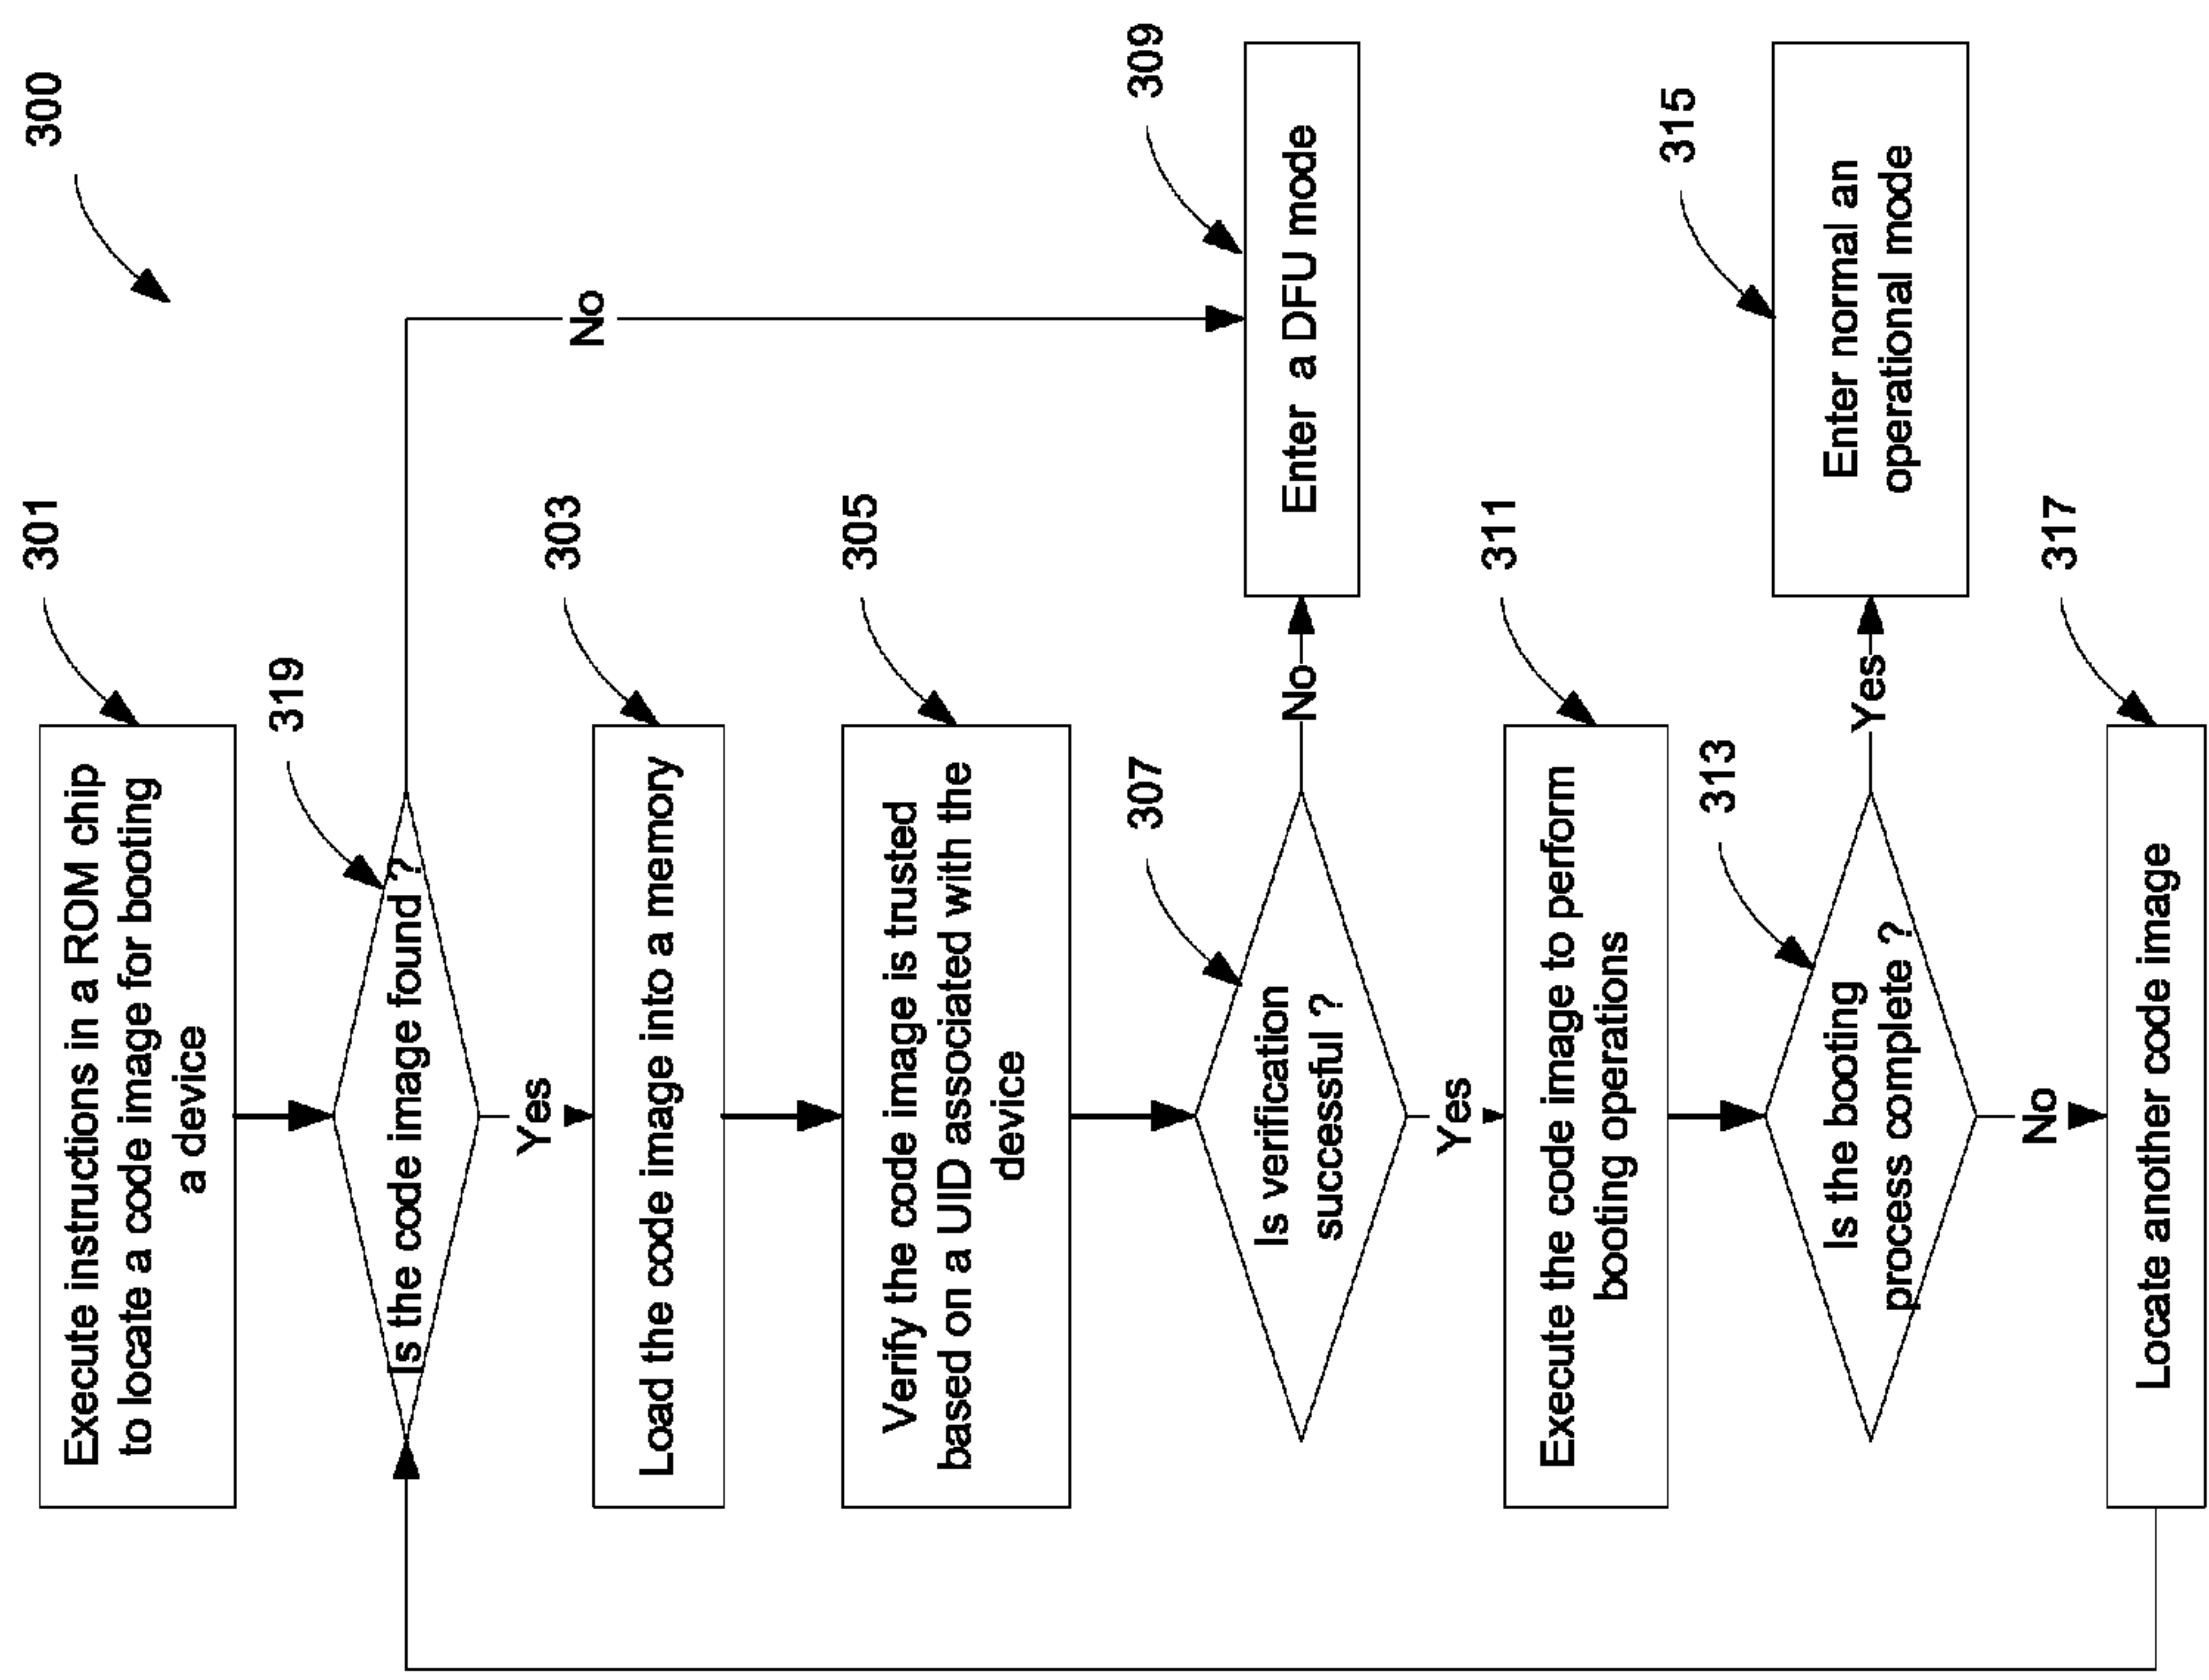 300
301
Execute instructions in a ROM chip
to locate a code image for booting
a device
319
Is the code image found ?
No
Yes
303
Load the code image into a memory
305
Verify the code image is trusted
based on a UID associated with the
device
307
Is verification
successful ?
No
309
Enter a DFU mode
Yes
311
Execute the code image to perform
booting operations
313
Is the booting
process complete ?
Yes
315
Enter normal an
operational mode
No
317
Locate another code image